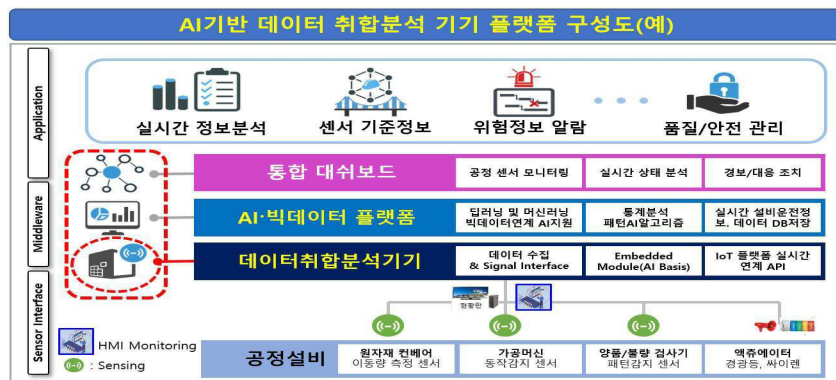 AI기반 데이터 취합분석 기기 플랫폼 구성도(예)
Application
실시간 정보분석
센서 기준정보
위험정보 알람
품질/안전 관리
Middleware
통합 대쉬보드
공정 센서 모니터링
실시간 상태 분석
경보/대응 조치
AI·빅데이터 플랫폼
딥러닝 및 머신러닝
빅데이터연계 AI지원
통계분석
패턴AI알고리즘
실시간 설비운전정
보, 데이터 DB저장
데이터취합분석기기
데이터 수집
& Signal Interface
Embedded
Module(AI Basis)
IoT 플랫폼 실시간
연계 API
Sensor Interface
현황판
HMI Monitoring
: Sensing
공정설비
원자재 컨베어
이동량 측정 센서
가공머신
동작감지 센서
양품/불량 검사기
패턴감지 센서
액츄에이터
경광등, 싸이렌